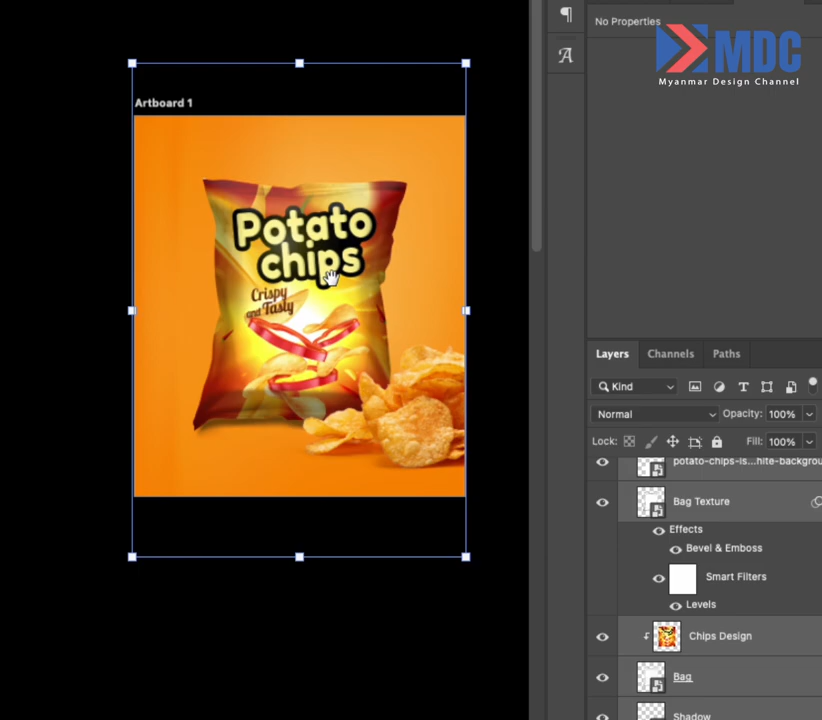 No Properties
MDC
Myanmar Design Channel
Artboard 1
Potato
chips
Crispy
and Tasty
Layers
Channels
Paths
Kind
Normal
Opacity: 100%
Lock:
Fill: 100%
potato-chips-is...hite-backgrou
Bag Texture
Effects
Bevel & Emboss
Smart Filters
Levels
Chips Design
Bag
Shadow